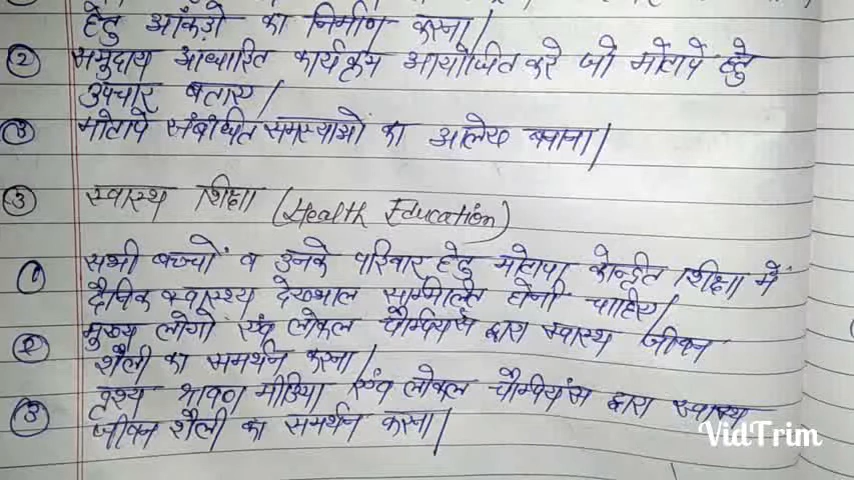 हेतु आंकड़ो का निर्माण करना|
② समुदाय आधारित कार्यक्रम आयोजित करे जो मोटापे हेतु
उपचार बताए|
③ मोटापे संबंधित समस्याओं का आलेख बनाना|
③ स्वास्थ्य शिक्षा (Health Education)
① सभी बच्चों व उनके परिवार हेतु मोटापा केन्द्रित शिक्षा में
दैनिक स्वास्थ्य देखभाल सम्मिलित होनी चाहिए|
② मुख्य लोगो एवं लोकल चैम्पियंस द्वारा स्वास्थ्य जीवन
शैली का समर्थन करना|
③ दृश्य श्रावण मीडिया एवं लोकल चैम्पियंस द्वारा स्वास्थ्य
जीवन शैली का समर्थन करना|
VidTrim